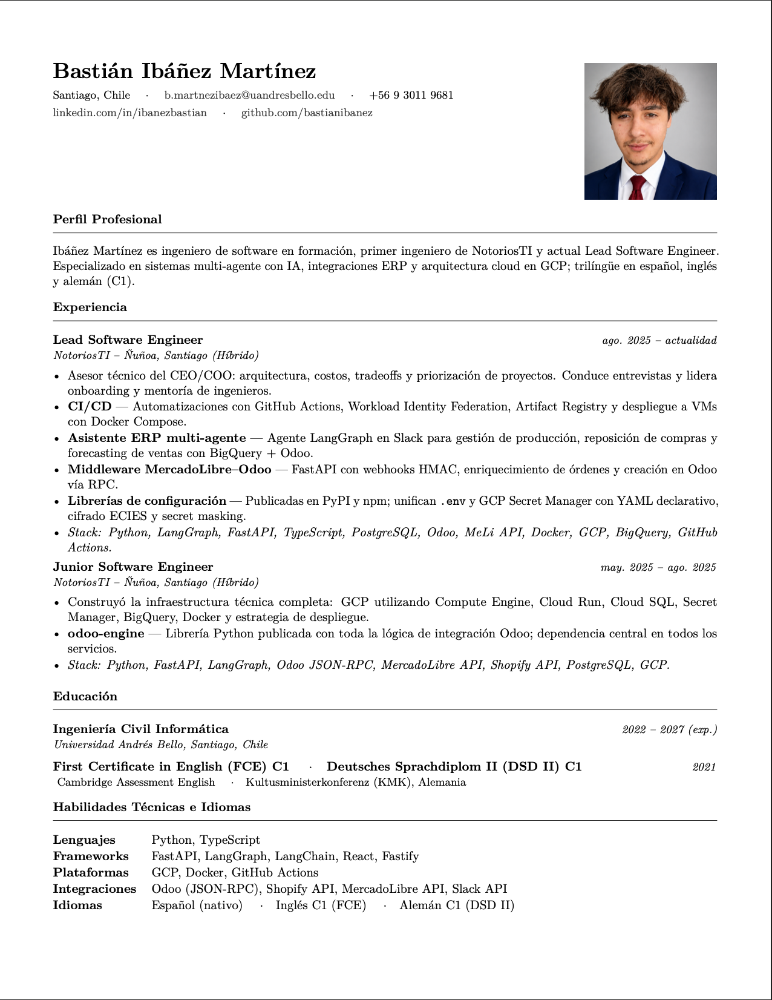 Bastián Ibáñez Martínez
Santiago, Chile · b.martnezibaez@uandresbello.edu · +56 9 3011 9681
linkedin.com/in/ibanezbastian · github.com/bastianibanez
Perfil Profesional
Ibáñez Martínez es ingeniero de software en formación, primer ingeniero de NotoriosTI y actual Lead Software Engineer.
Especializado en sistemas multi-agente con IA, integraciones ERP y arquitectura cloud en GCP; trilíngüe en español, inglés
y alemán (C1).
Experiencia
Lead Software Engineer ago. 2025 – actualidad
NotoriosTI – Ñuñoa, Santiago (Híbrido)
• Asesor técnico del CEO/COO: arquitectura, costos, tradeoffs y priorización de proyectos. Conduce entrevistas y lidera
onboarding y mentoría de ingenieros.
• CI/CD — Automatizaciones con GitHub Actions, Workload Identity Federation, Artifact Registry y despliegue a VMs
con Docker Compose.
• Asistente ERP multi-agente — Agente LangGraph en Slack para gestión de producción, reposición de compras y
forecasting de ventas con BigQuery + Odoo.
• Middleware MercadoLibre–Odoo — FastAPI con webhooks HMAC, enriquecimiento de órdenes y creación en Odoo
vía RPC.
• Librerías de configuración — Publicadas en PyPI y npm; unifican .env y GCP Secret Manager con YAML declarativo,
cifrado ECIES y secret masking.
• Stack: Python, LangGraph, FastAPI, TypeScript, PostgreSQL, Odoo, MeLi API, Docker, GCP, BigQuery, GitHub
Actions.
Junior Software Engineer may. 2025 – ago. 2025
NotoriosTI – Ñuñoa, Santiago (Híbrido)
• Construyó la infraestructura técnica completa: GCP utilizando Compute Engine, Cloud Run, Cloud SQL, Secret
Manager, BigQuery, Docker y estrategia de despliegue.
• odoo-engine — Librería Python publicada con toda la lógica de integración Odoo; dependencia central en todos los
servicios.
• Stack: Python, FastAPI, LangGraph, Odoo JSON-RPC, MercadoLibre API, Shopify API, PostgreSQL, GCP.
Educación
Ingeniería Civil Informática 2022 – 2027 (exp.)
Universidad Andrés Bello, Santiago, Chile
First Certificate in English (FCE) C1 · Deutsches Sprachdiplom II (DSD II) C1 2021
Cambridge Assessment English · Kultusministerkonferenz (KMK), Alemania
Habilidades Técnicas e Idiomas
Lenguajes Python, TypeScript
Frameworks FastAPI, LangGraph, LangChain, React, Fastify
Plataformas GCP, Docker, GitHub Actions
Integraciones Odoo (JSON-RPC), Shopify API, MercadoLibre API, Slack API
Idiomas Español (nativo) · Inglés C1 (FCE) · Alemán C1 (DSD II)